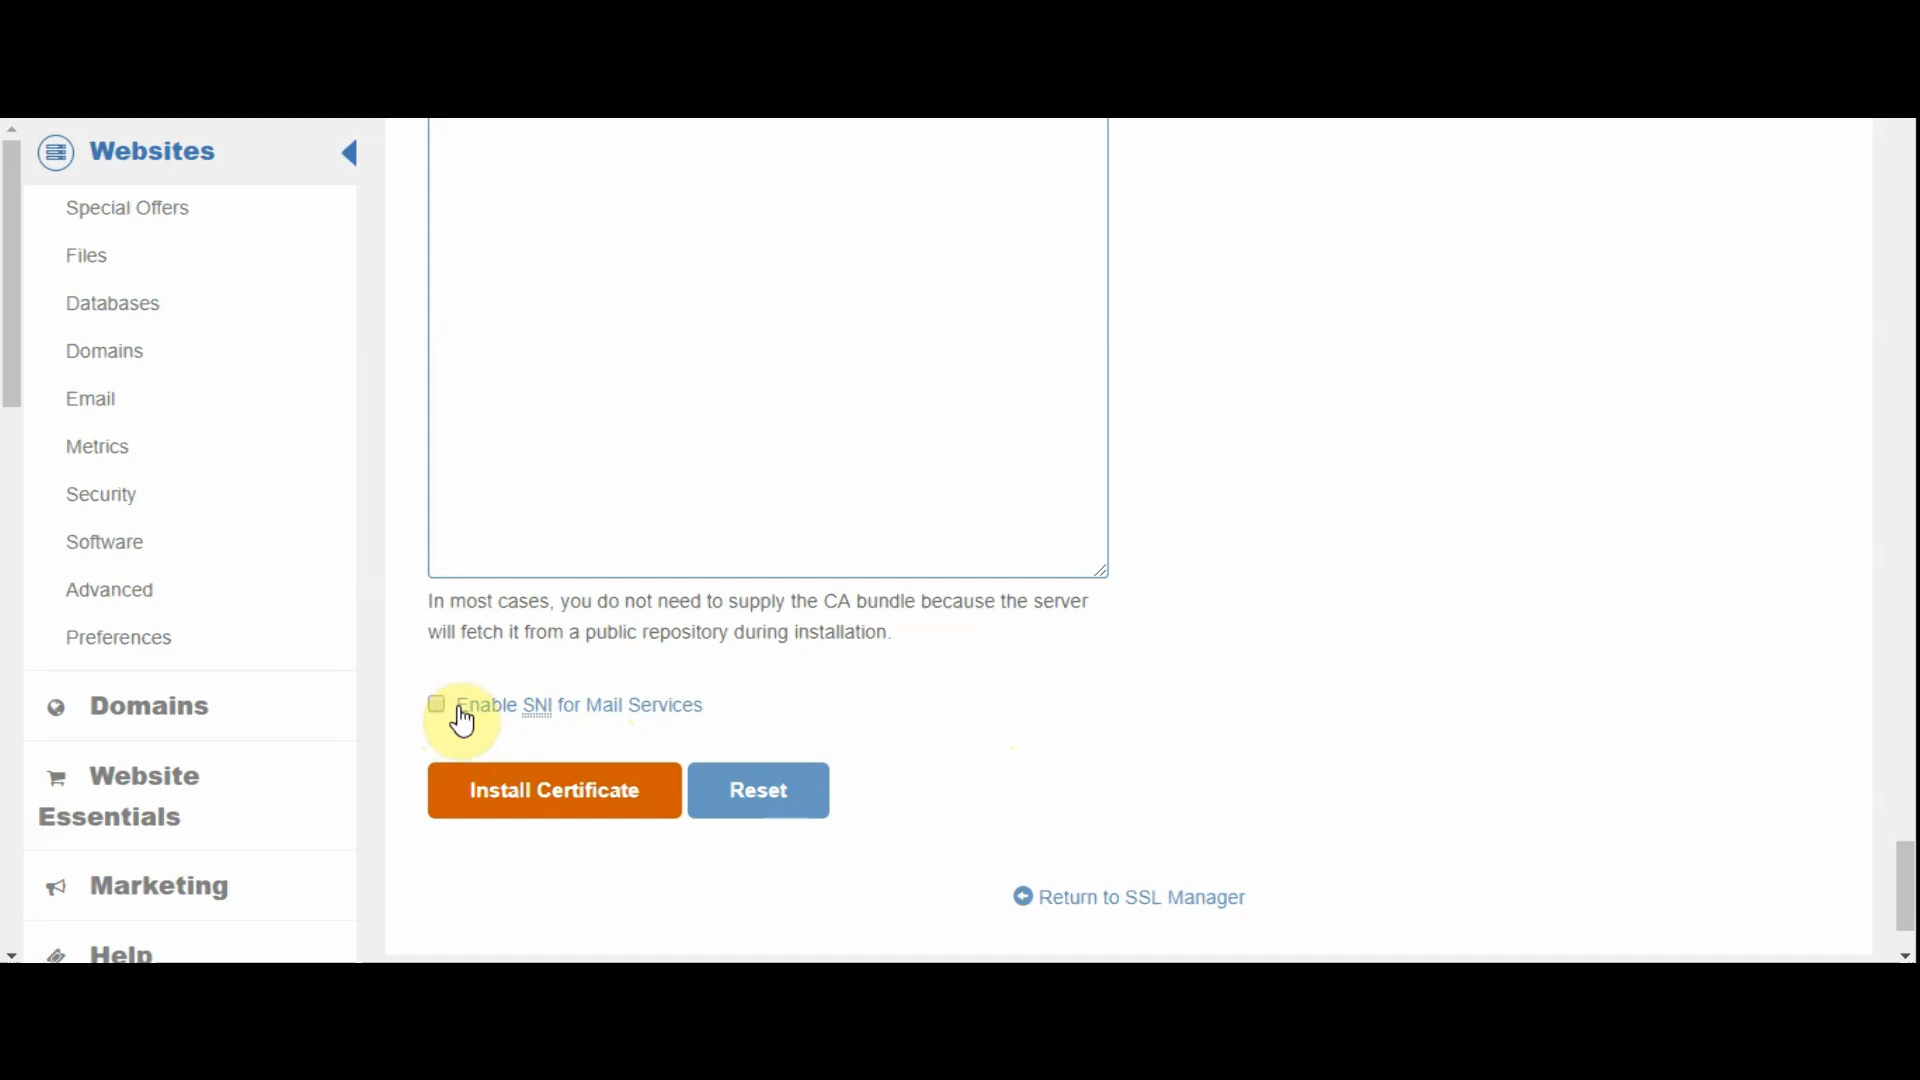 Websites
Special Offers
Files
Databases
Domains
Email
Metrics
Security
Software
Advanced
Preferences
Domains
Website
Essentials
Marketing
Help
In most cases, you do not need to supply the CA bundle because the server
will fetch it from a public repository during installation.
Enable SNI for Mail Services
Install Certificate
Reset
Return to SSL Manager